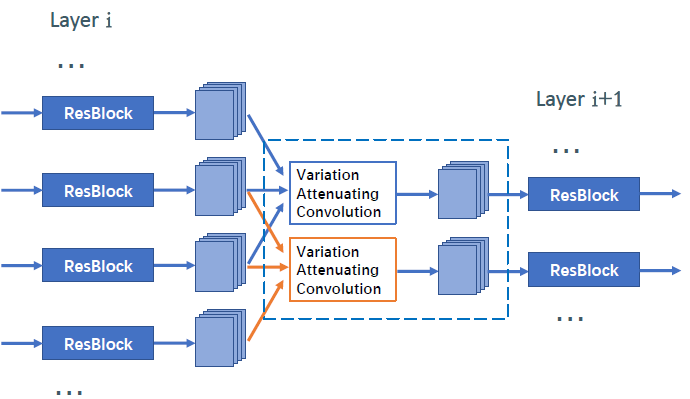 Layer i
...
ResBlock
Layer i+1
...
Variation
Attenuating
Convolution
ResBlock
ResBlock
Variation
Attenuating
Convolution
ResBlock
ResBlock
...
ResBlock
...